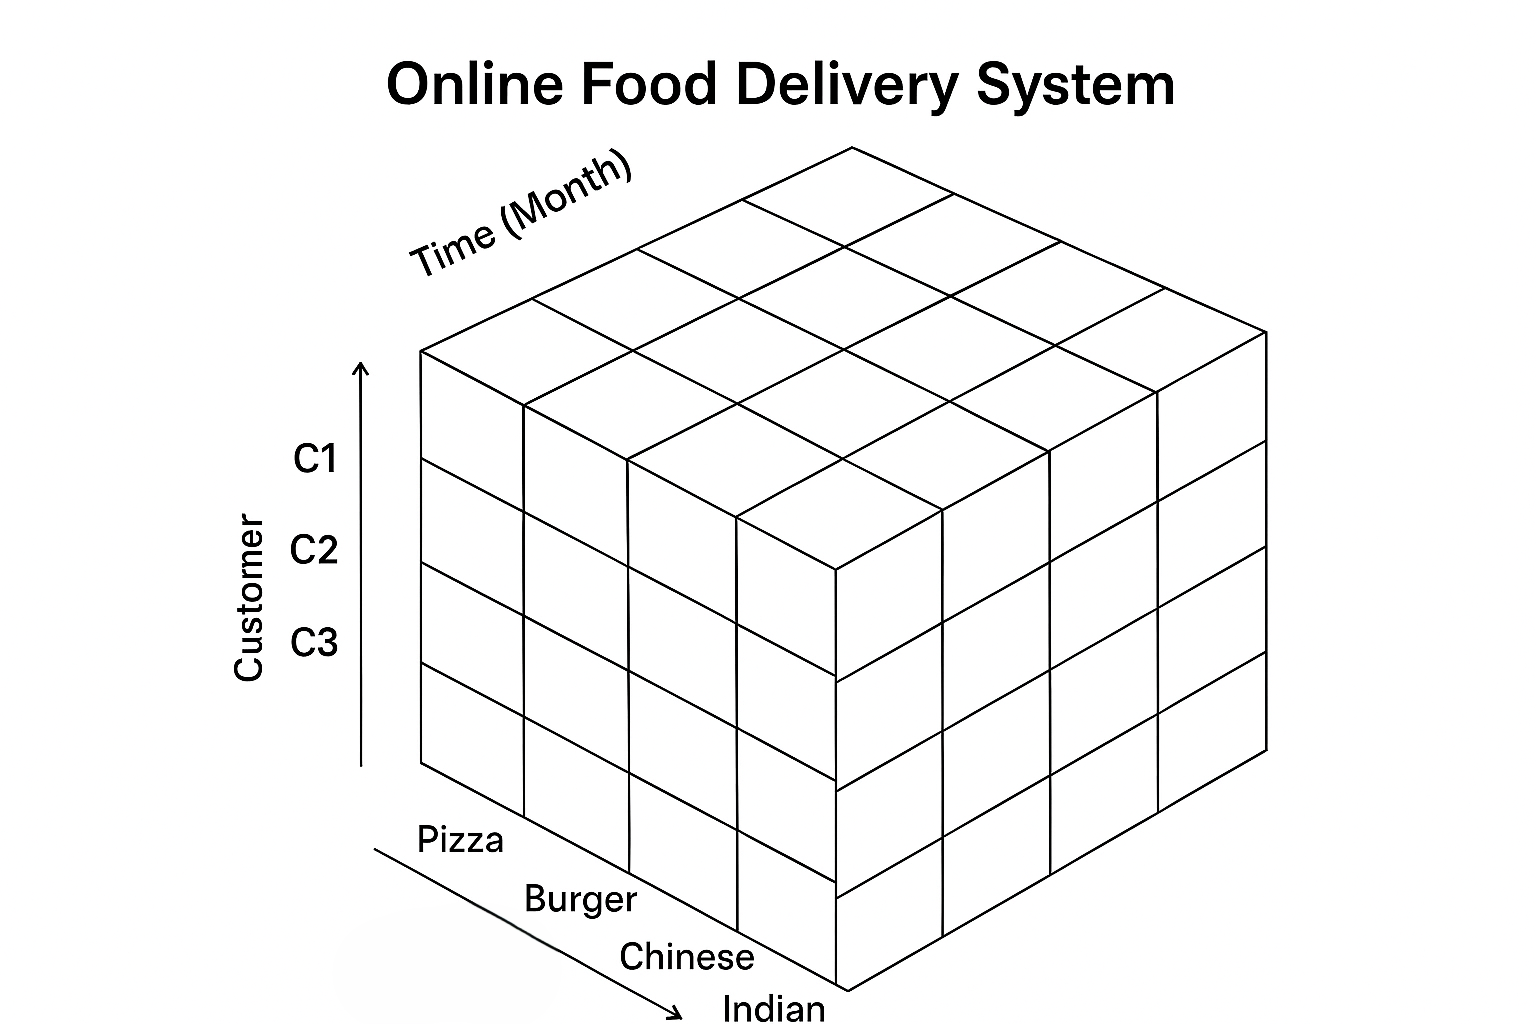 Online Food Delivery System
Time (Month)
Customer
C1
C2
C3
Pizza
Burger
Chinese
Indian